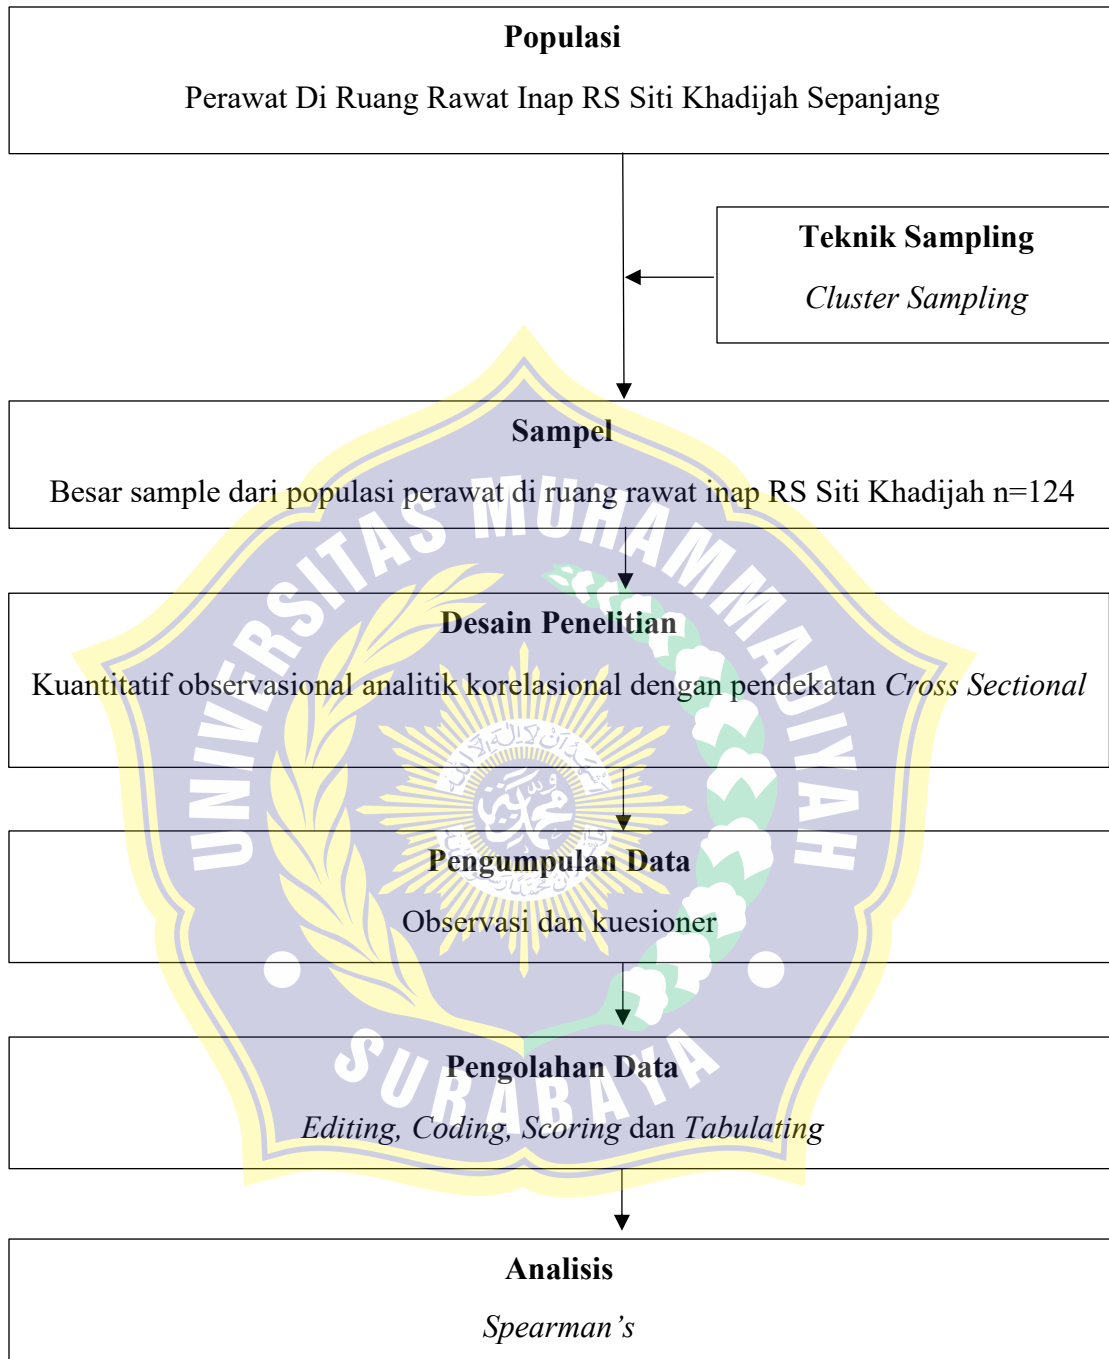 Populasi
Perawat Di Ruang Rawat Inap RS Siti Khadijah Sepanjang
Teknik Sampling
Cluster Sampling
Sampel
Besar sample dari populasi perawat di ruang rawat inap RS Siti Khadijah n=124
Desain Penelitian
Kuantitatif observasional analitik korelasional dengan pendekatan Cross Sectional
Pengumpulan Data
Observasi dan kuesioner
Pengolahan Data
Editing, Coding, Scoring dan Tabulating
Analisis
Spearman’s
UNIVERSITAS MUHAMMADIYAH
SURABAYA